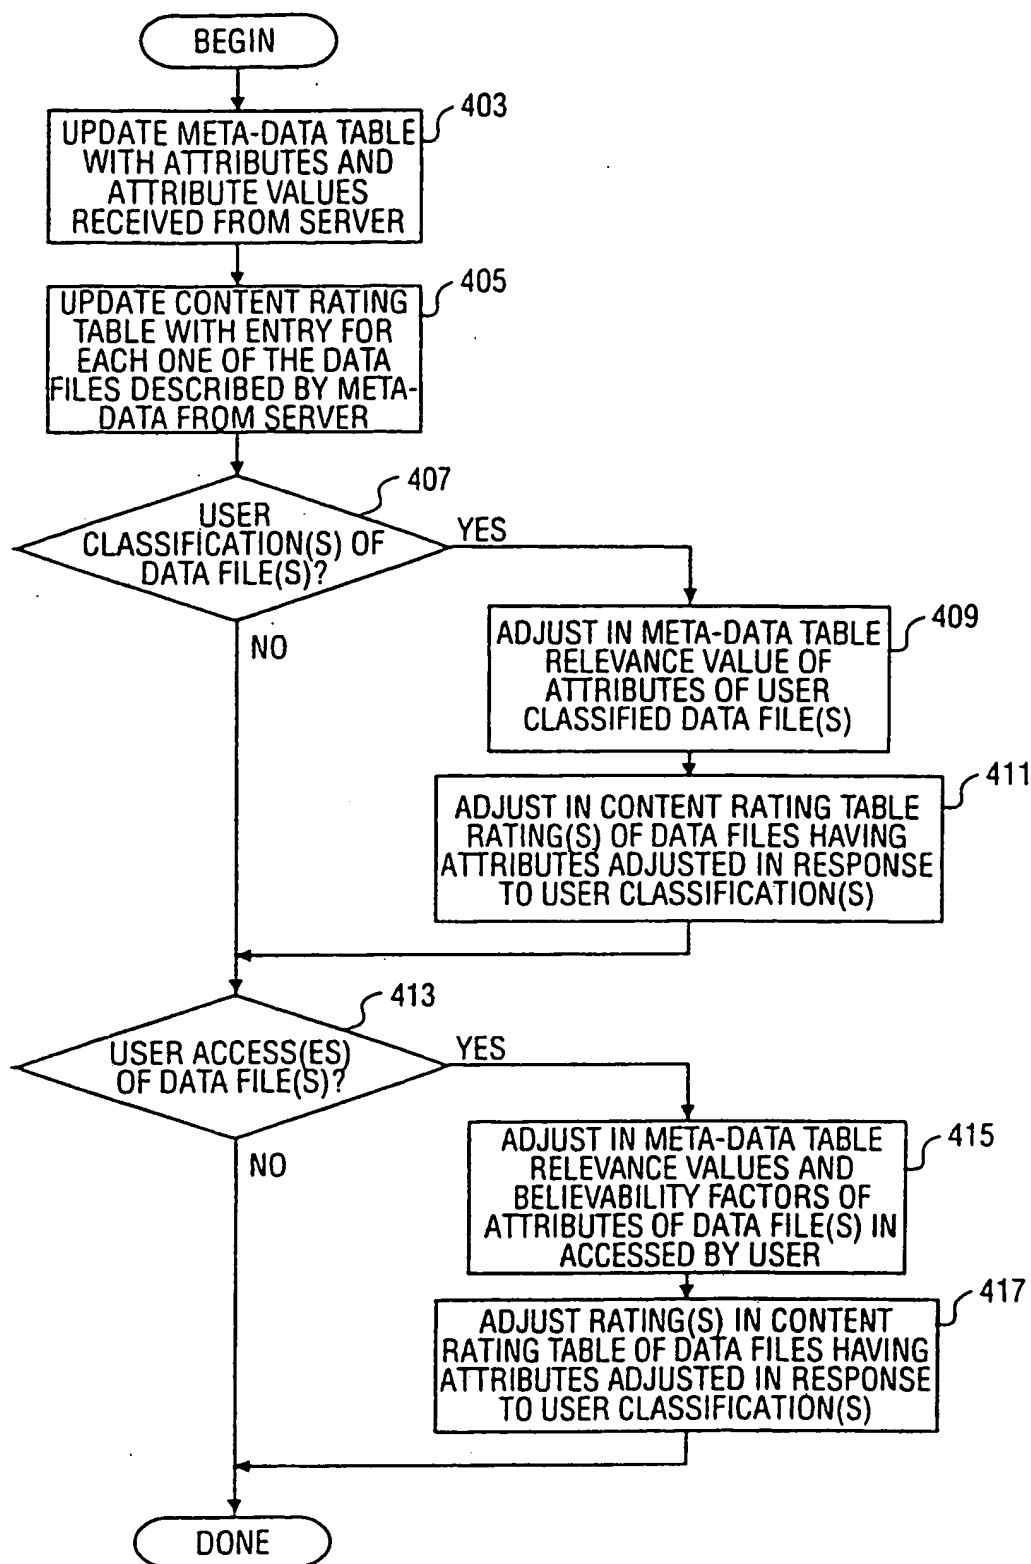 BEGIN
403
UPDATE META-DATA TABLE
WITH ATTRIBUTES AND
ATTRIBUTE VALUES
RECEIVED FROM SERVER
405
UPDATE CONTENT RATING
TABLE WITH ENTRY FOR
EACH ONE OF THE DATA
FILES DESCRIBED BY META-
DATA FROM SERVER
407
USER
CLASSIFICATION(S) OF
DATA FILE(S)?
YES
NO
409
ADJUST IN META-DATA TABLE
RELEVANCE VALUE OF
ATTRIBUTES OF USER
CLASSIFIED DATA FILE(S)
411
ADJUST IN CONTENT RATING TABLE
RATING(S) OF DATA FILES HAVING
ATTRIBUTES ADJUSTED IN RESPONSE
TO USER CLASSIFICATION(S)
413
USER ACCESS(ES)
OF DATA FILE(S)?
YES
NO
415
ADJUST IN META-DATA TABLE
RELEVANCE VALUES AND
BELIEVABILITY FACTORS OF
ATTRIBUTES OF DATA FILE(S) IN
ACCESSED BY USER
417
ADJUST RATING(S) IN CONTENT
RATING TABLE OF DATA FILES HAVING
ATTRIBUTES ADJUSTED IN RESPONSE
TO USER CLASSIFICATION(S)
DONE